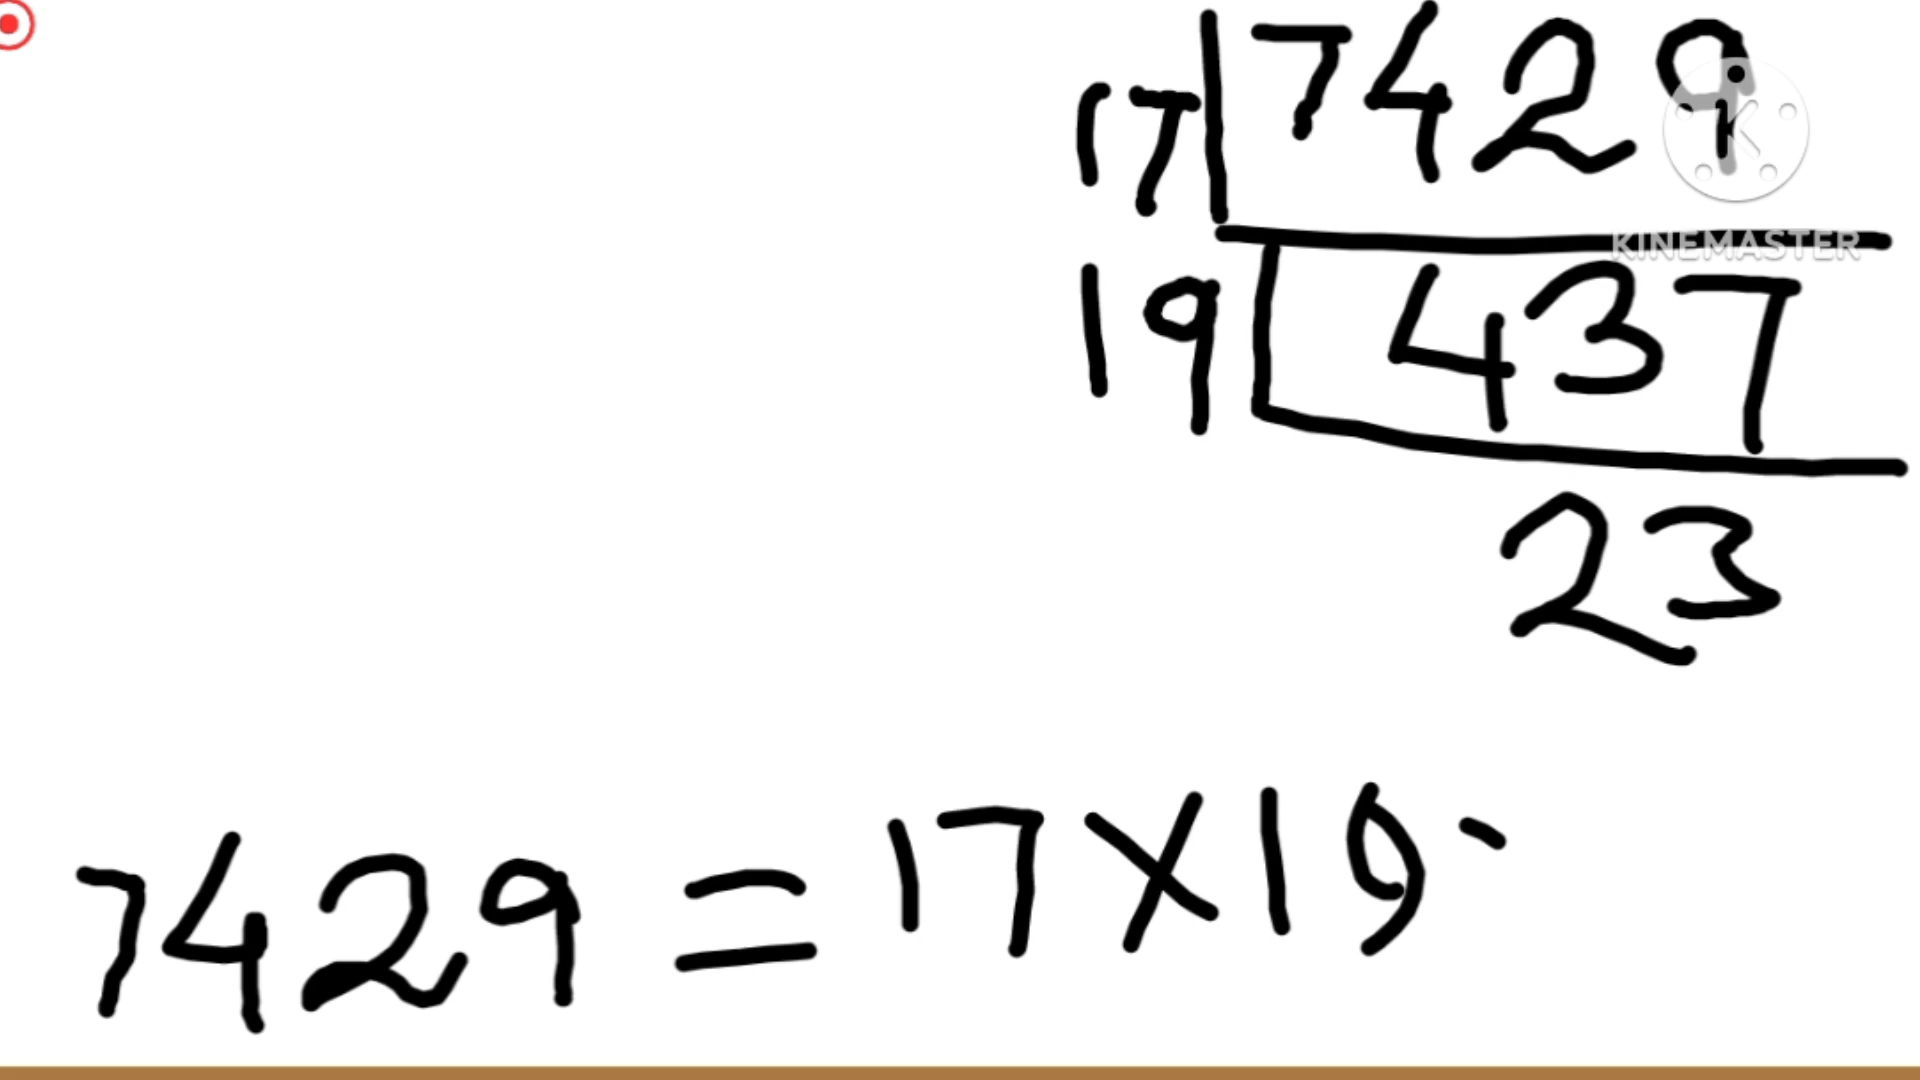 17 | 7429
KINEMASTER
19 | 437
23
7429 = 17 × 19